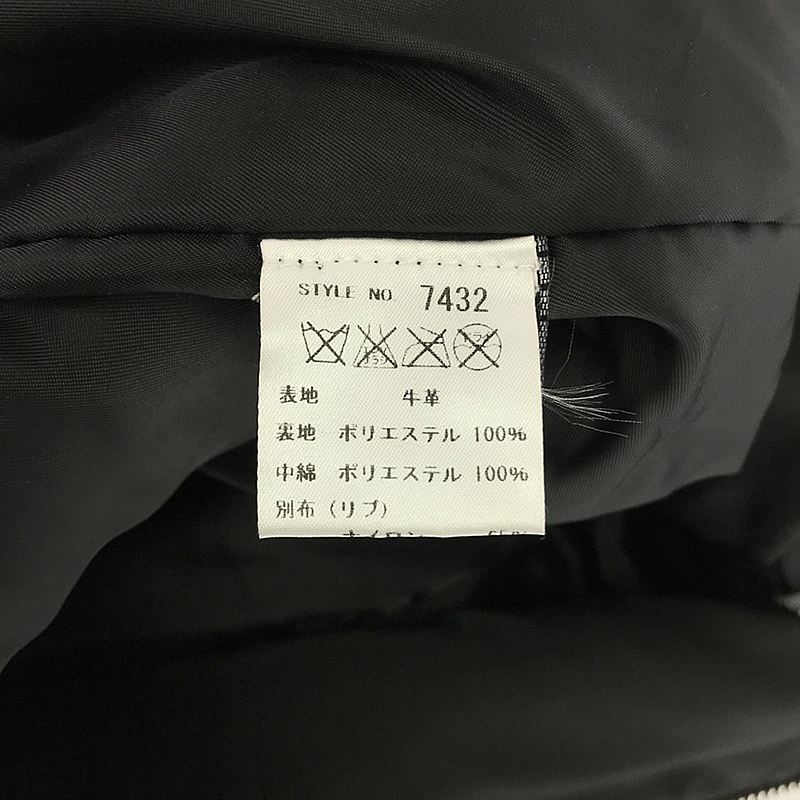 STYLE NO. 7432
表地 牛革
裏地 ポリエステル 100%
中綿 ポリエステル 100%
別布(リブ)